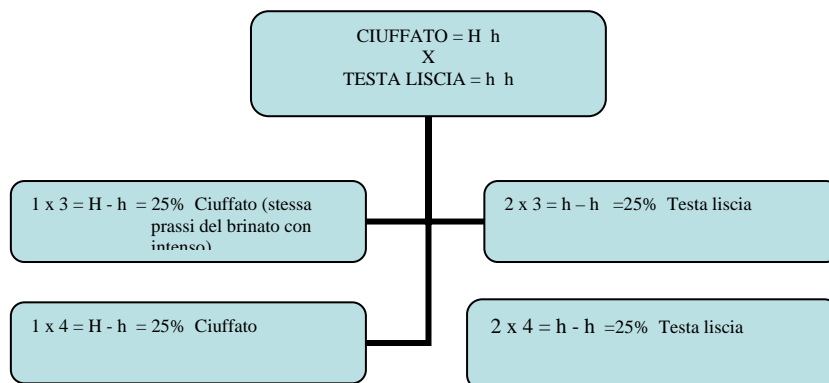 CIUFFATO = H h
X
TESTA LISCIA = h h
1 x 3 = H - h = 25% Ciuffato (stessa
prassi del brinato con
intenso)
2 x 3 = h – h =25% Testa liscia
1 x 4 = H - h = 25% Ciuffato
2 x 4 = h - h =25% Testa liscia